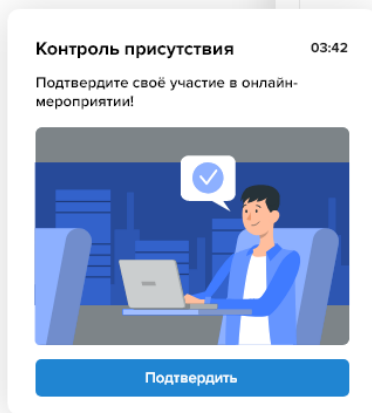 Контроль присутствия 03:42
Подтвердите своё участие в онлайн-
мероприятии!
Подтвердить